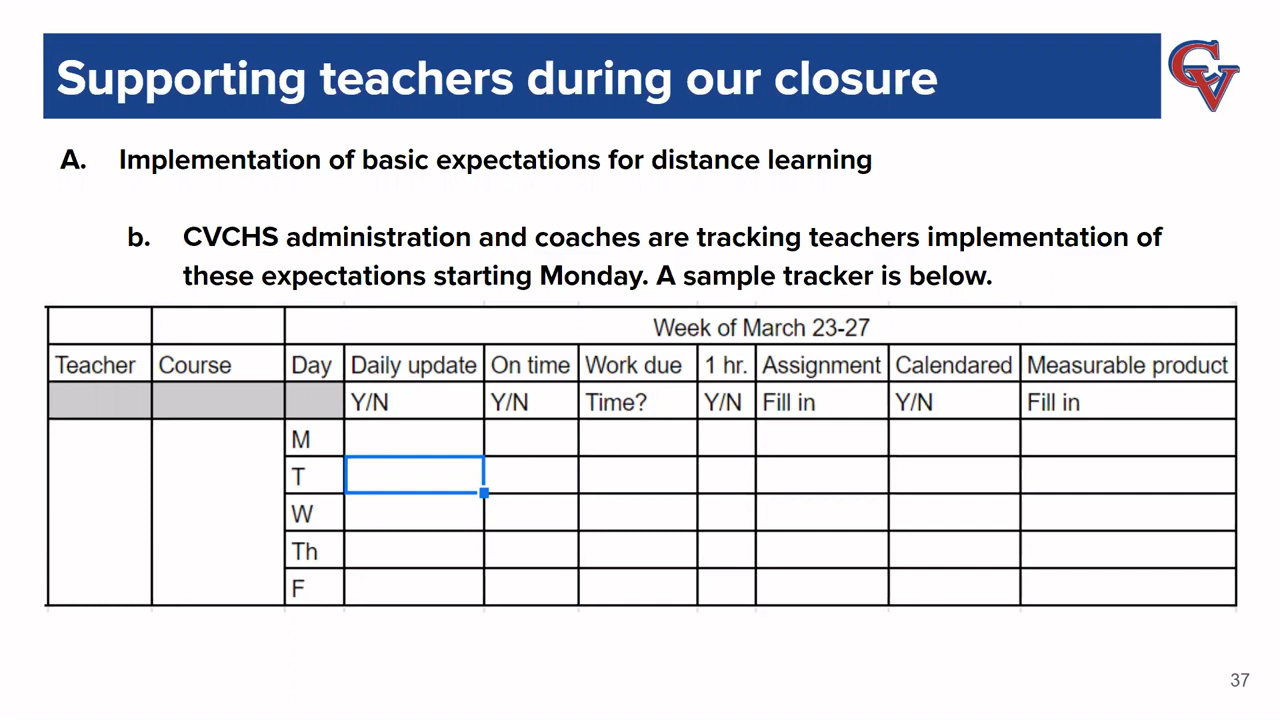 Supporting teachers during our closure
CV
A. Implementation of basic expectations for distance learning
b. CVCHS administration and coaches are tracking teachers implementation of
these expectations starting Monday. A sample tracker is below.
Week of March 23-27
Teacher Course Day Daily update On time Work due 1 hr. Assignment Calendared Measurable product
Y/N Y/N Time? Y/N Fill in Y/N Fill in
M
T
W
Th
F
37